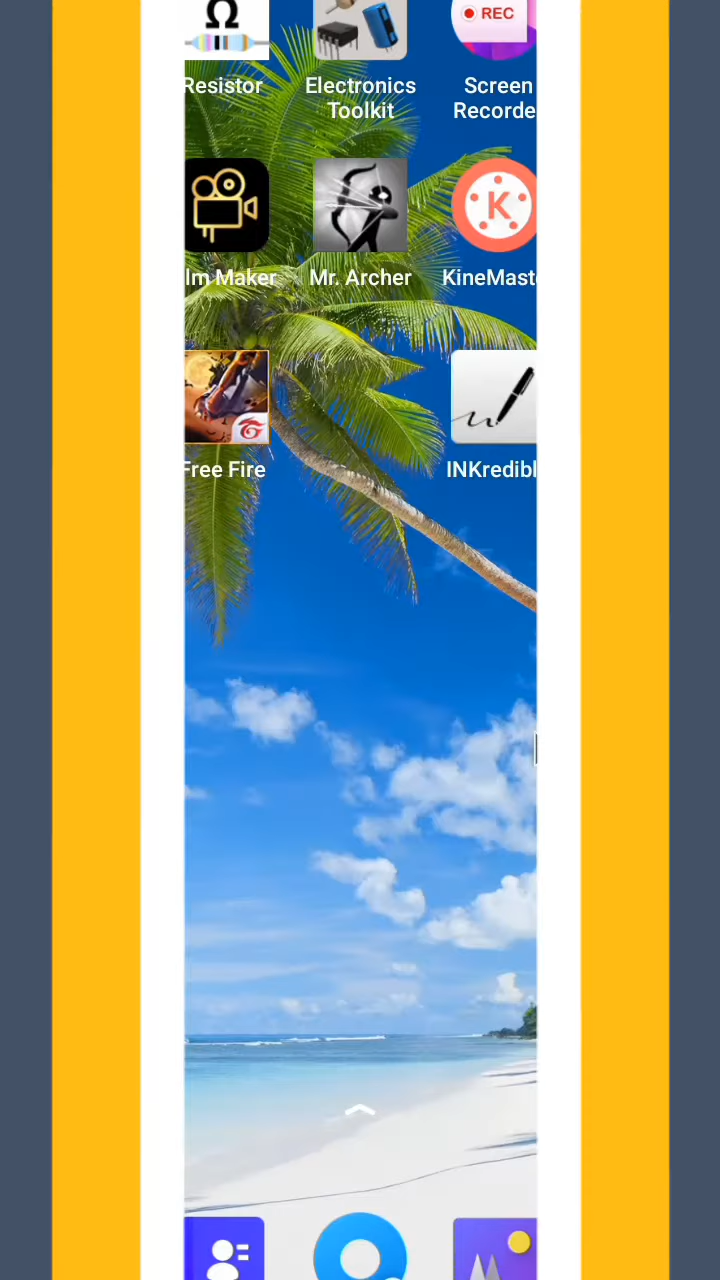 Ω
REC
Resistor
Electronics
Toolkit
Screen
Recorde
lm Maker
Mr. Archer
K
KineMast
Free Fire
INKredibl